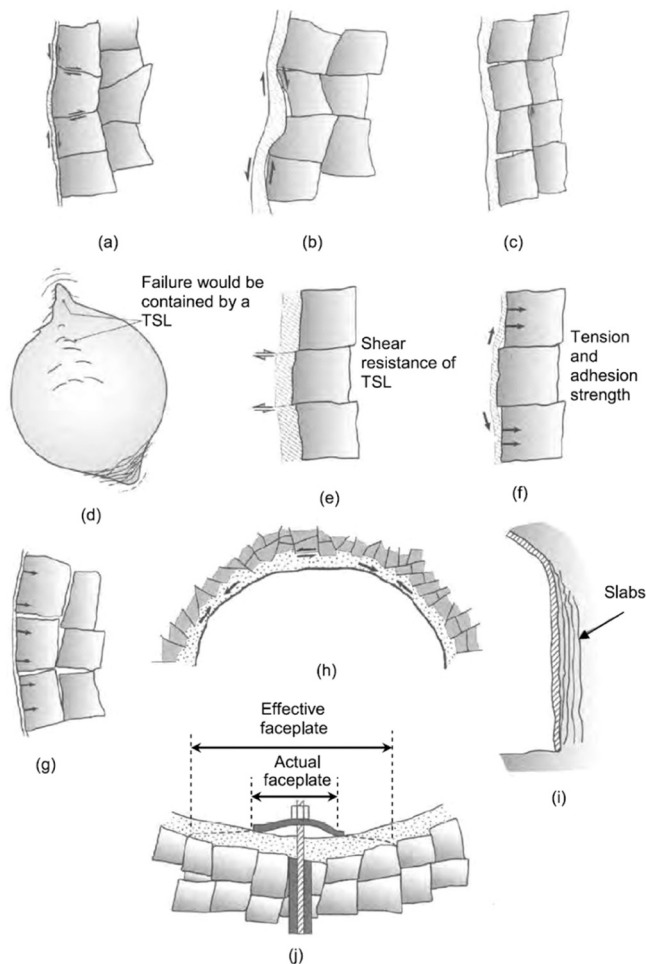 (a)
(b)
(c)
Failure would be
contained by a
TSL
(d)
Shear
resistance of
TSL
(e)
Tension
and
adhesion
strength
(f)
(g)
(h)
Slabs
(i)
Effective
faceplate
Actual
faceplate
(j)